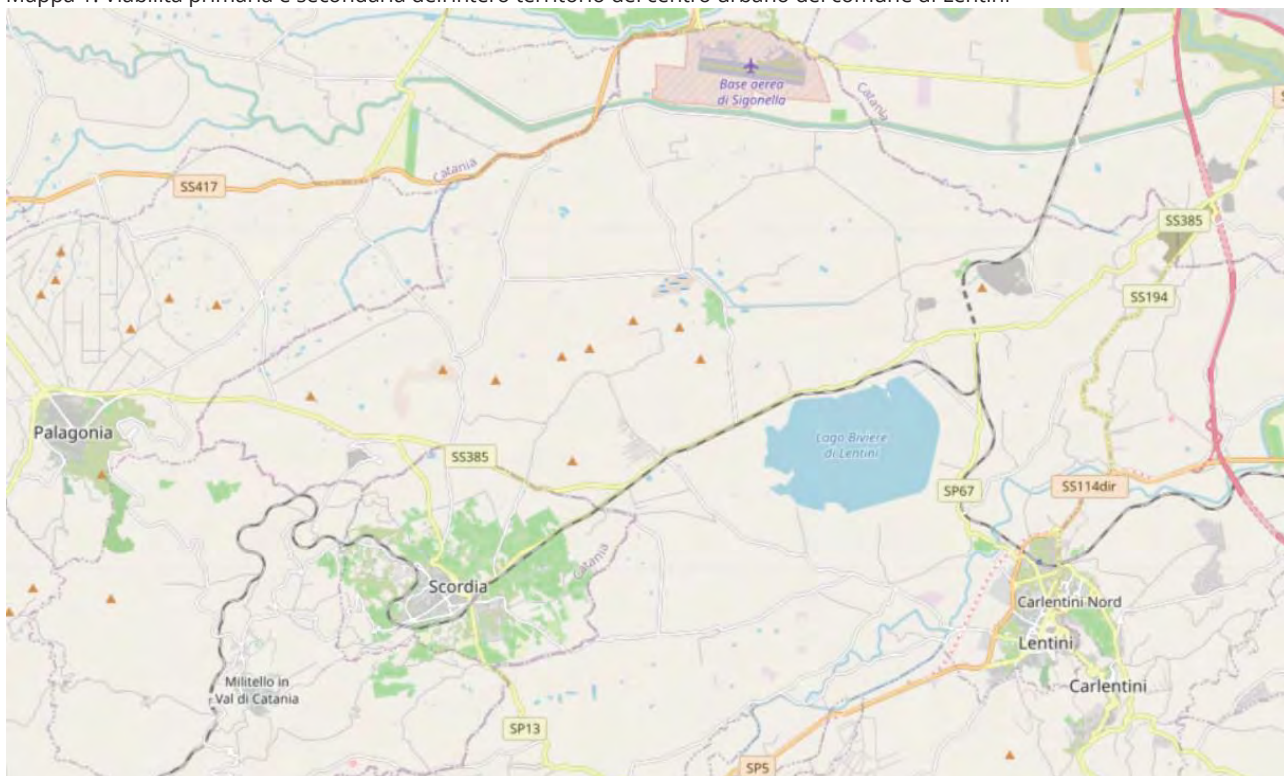 Mappa 1: Viabilità primaria e secondaria dell'intero territorio del centro urbano del comune di Lentini
Base aerea
di Sigonella
Catania
Catania
SS417
SS385
SS194
Palagonia
Lago Biviere
di Lentini
SS385
SP67
SS114dir
Catania
Scordia
Carlentini Nord
Lentini
Militello in
Val di Catania
Carlentini
SP13
SP5